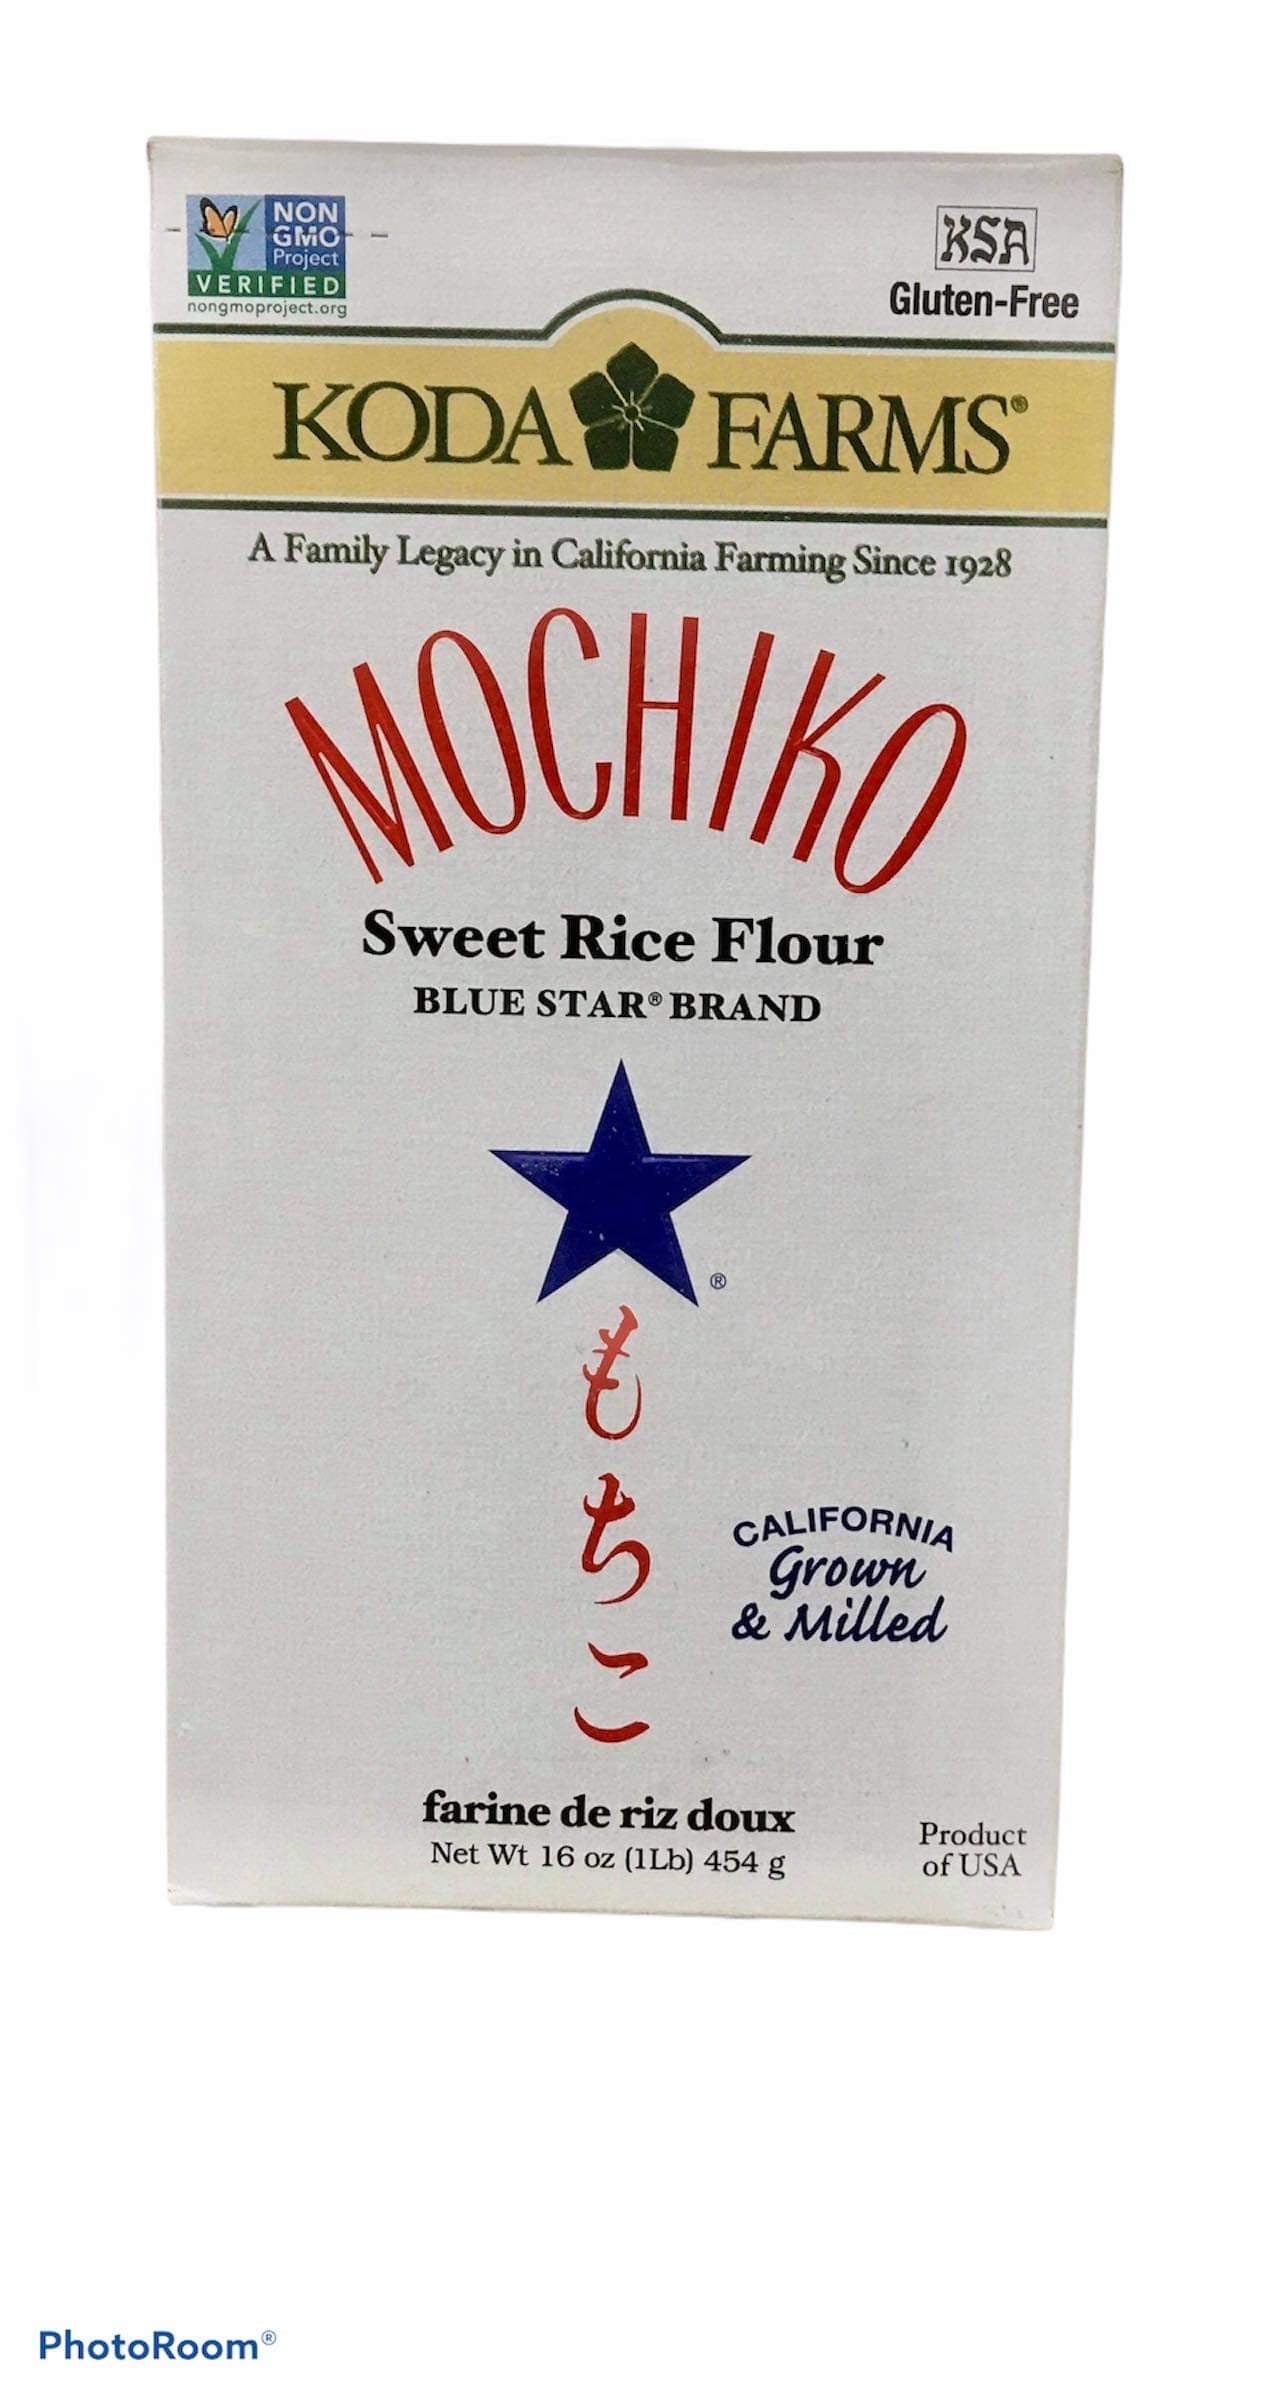 NON
GMO
Project
VERIFIED
nongmoproject.org
KSA
Gluten-Free
KODA FARMS®
A Family Legacy in California Farming Since 1928
MOCHIKO
Sweet Rice Flour
BLUE STAR® BRAND
®
もちこ
CALIFORNIA
Grown
& Milled
farine de riz doux
Net Wt 16 oz (1Lb) 454 g
Product
of USA
PhotoRoom®